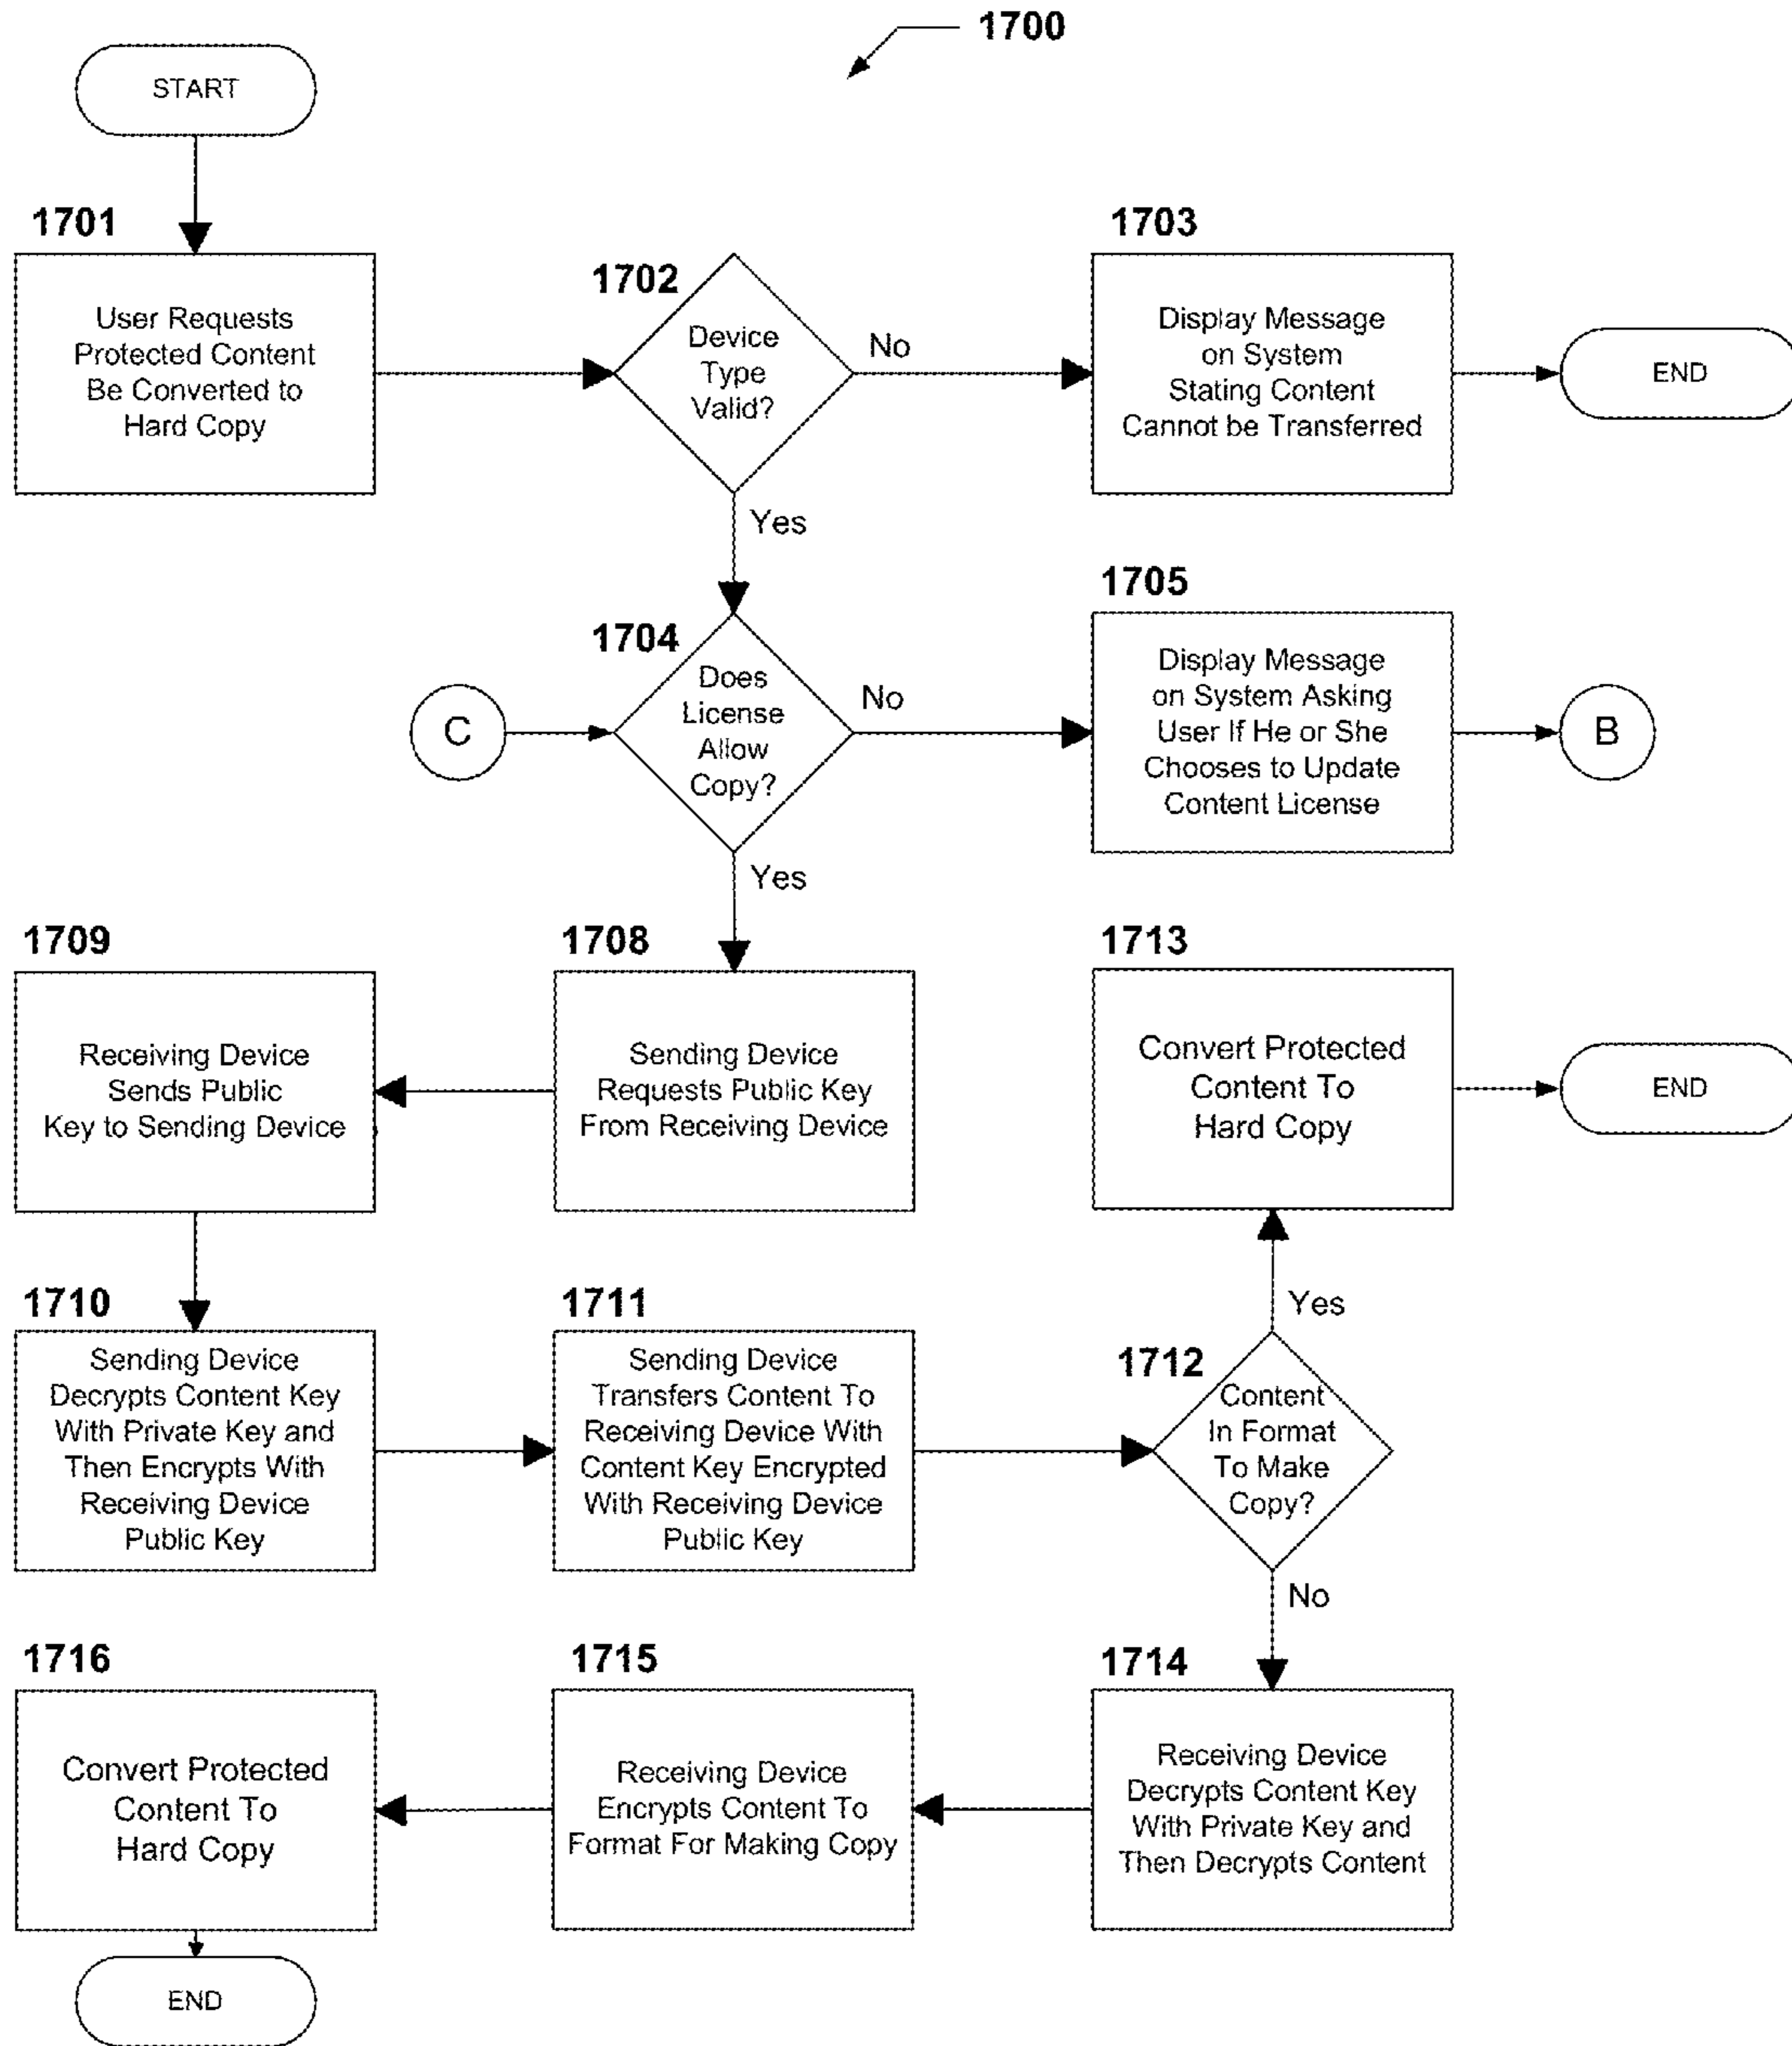 1700
START
1701
User Requests
Protected Content
Be Converted to
Hard Copy
1702
Device
Type
Valid?
No
Yes
1703
Display Message
on System
Stating Content
Cannot be Transferred
END
1704
Does
License
Allow
Copy?
C
No
Yes
1705
Display Message
on System Asking
User If He or She
Chooses to Update
Content License
B
1709
Receiving Device
Sends Public
Key to Sending Device
1708
Sending Device
Requests Public Key
From Receiving Device
1713
Convert Protected
Content To
Hard Copy
END
1710
Sending Device
Decrypts Content Key
With Private Key and
Then Encrypts With
Receiving Device
Public Key
1711
Sending Device
Transfers Content To
Receiving Device With
Content Key Encrypted
With Receiving Device
Public Key
Yes
1712
Content
In Format
To Make
Copy?
No
1716
Convert Protected
Content To
Hard Copy
1715
Receiving Device
Encrypts Content To
Format For Making Copy
1714
Receiving Device
Decrypts Content Key
With Private Key and
Then Decrypts Content
END